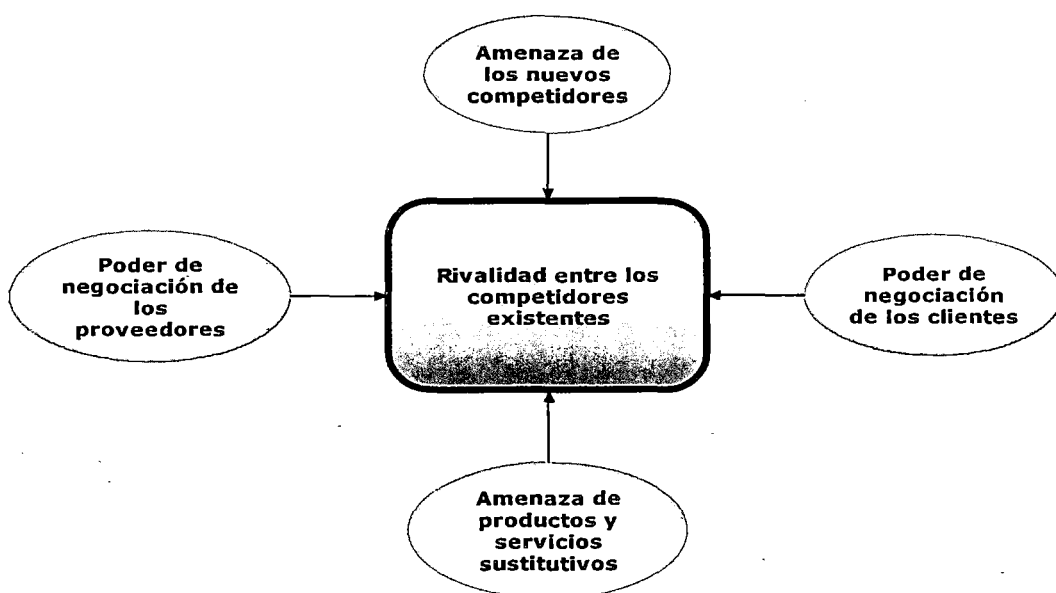 Amenaza de
los nuevos
competidores
Poder de
negociación de
los
proveedores
Rivalidad entre los
competidores
existentes
Poder de
negociación
de los clientes
Amenaza de
productos y
servicios
sustitutivos